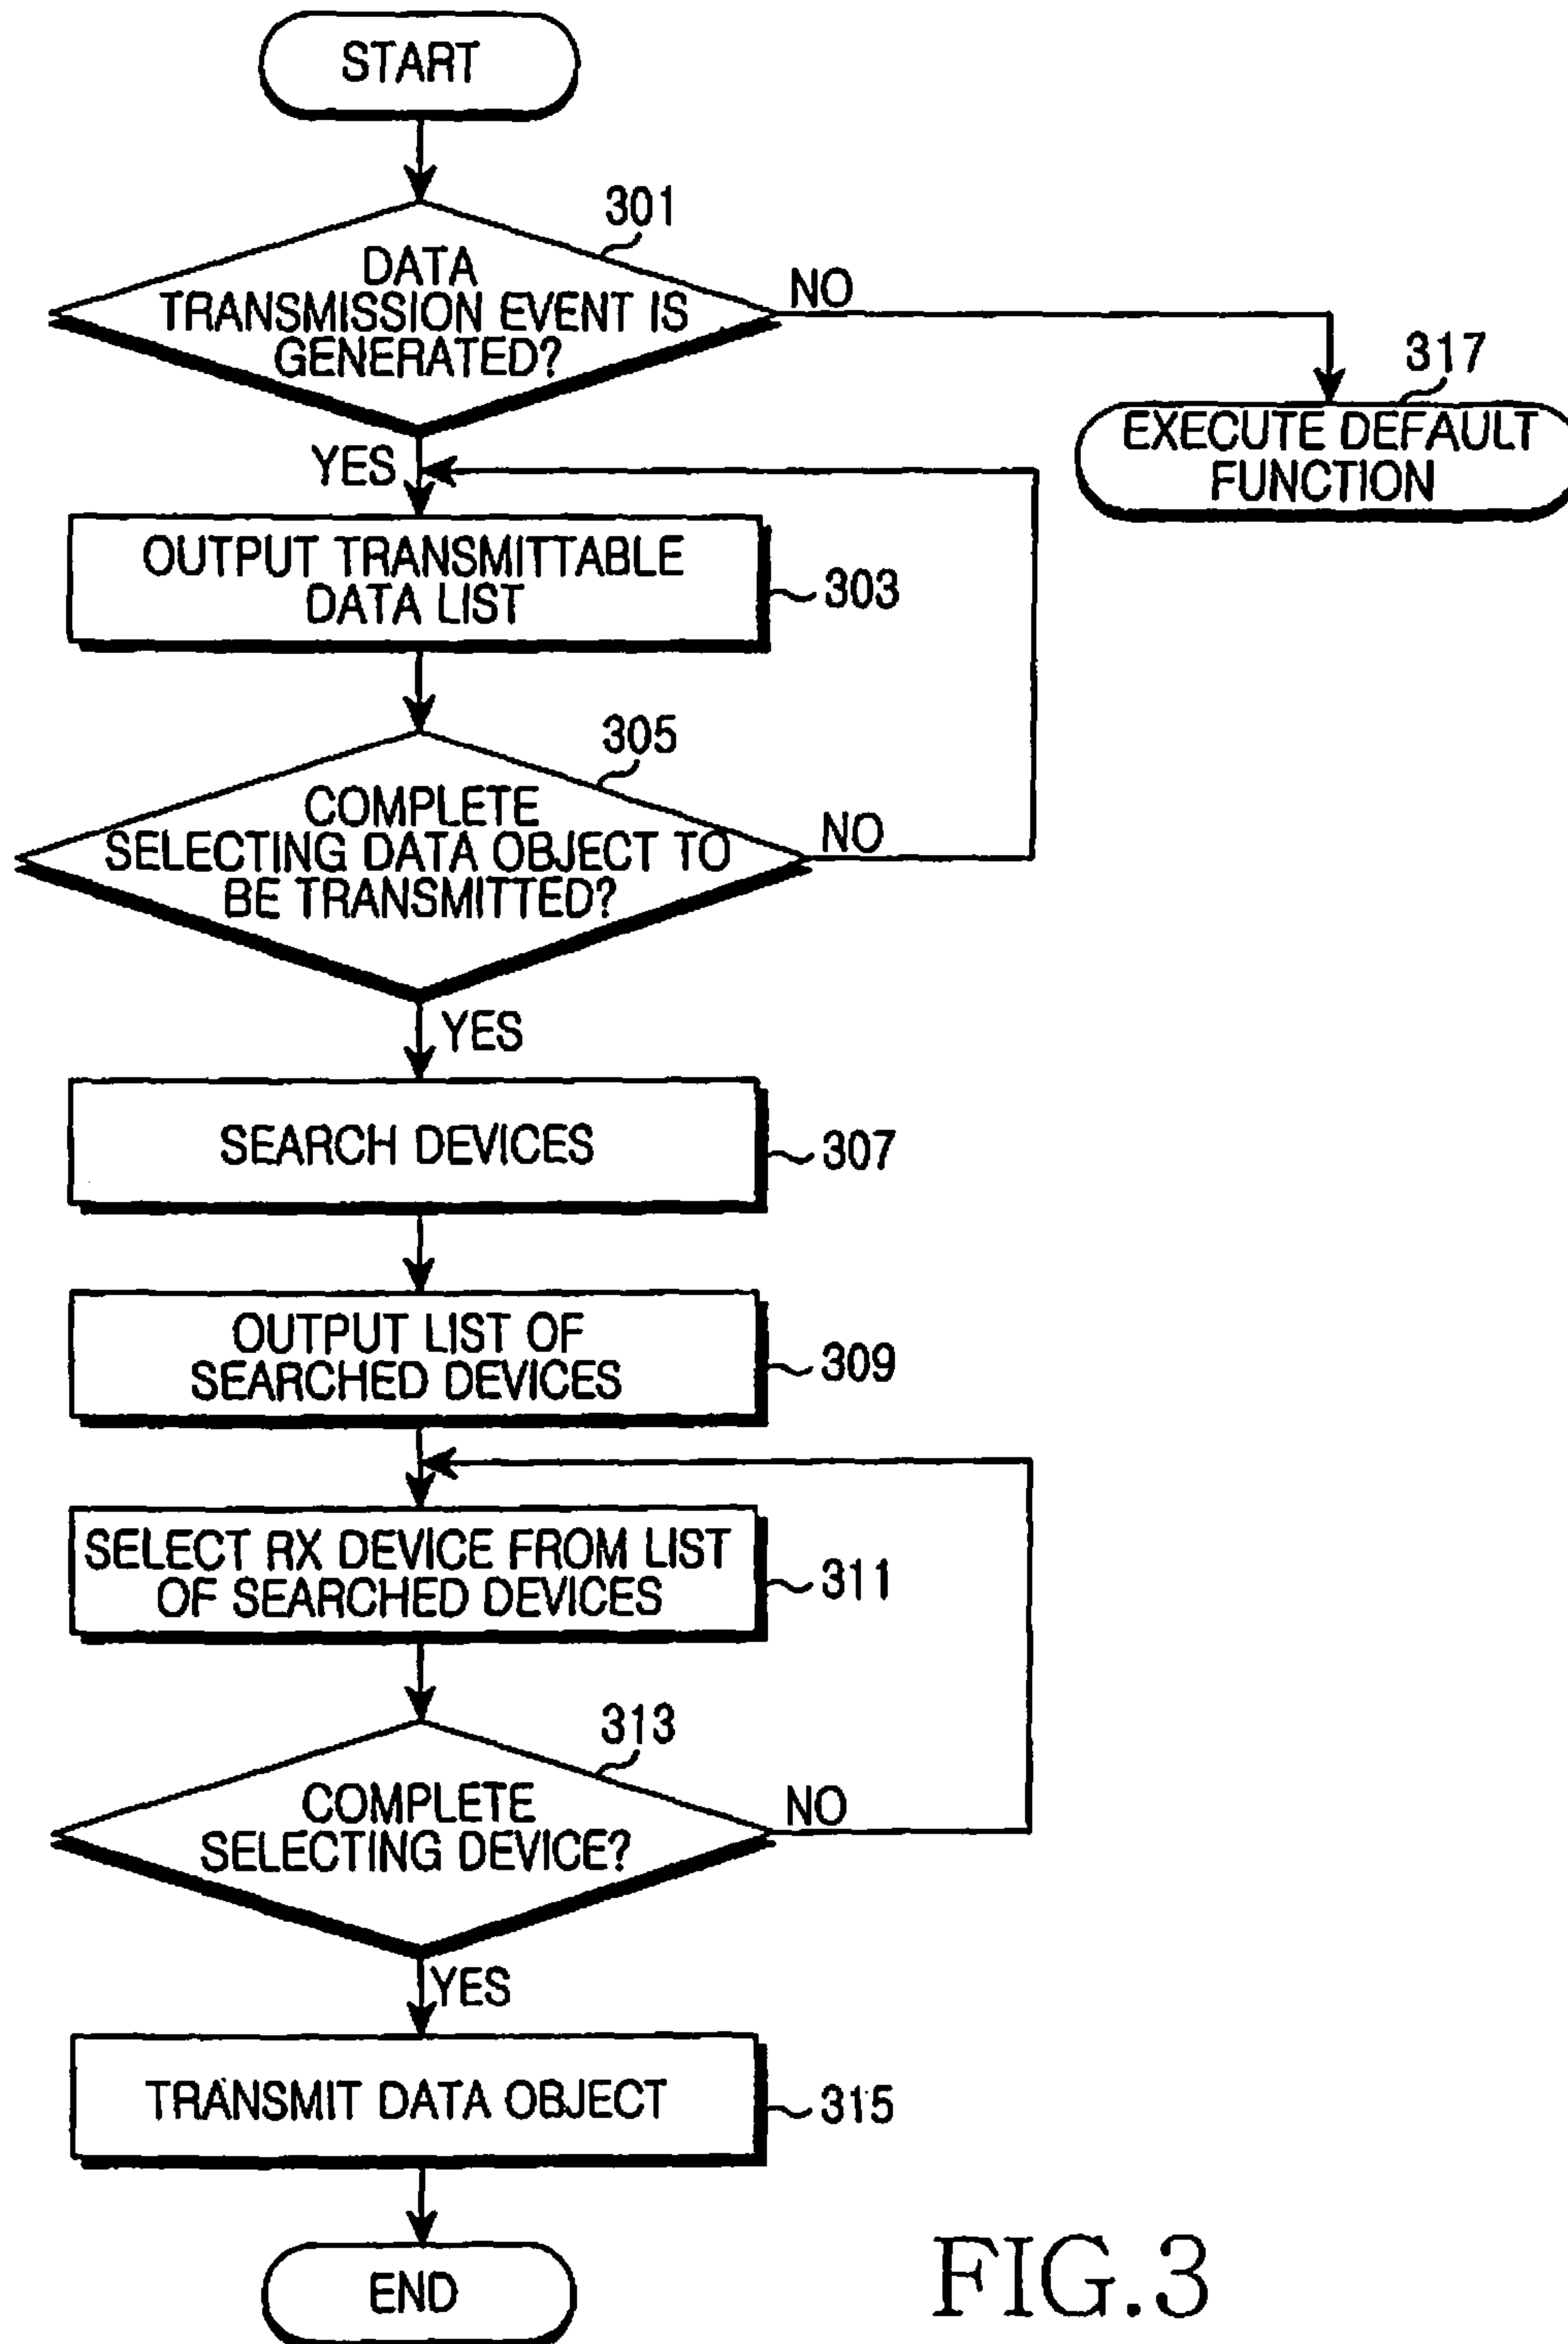 START
301
DATA
TRANSMISSION EVENT IS
GENERATED?
NO
317
EXECUTE DEFAULT
FUNCTION
YES
OUTPUT TRANSMITTABLE
DATA LIST
303
305
COMPLETE
SELECTING DATA OBJECT TO
BE TRANSMITTED?
NO
YES
SEARCH DEVICES
307
OUTPUT LIST OF
SEARCHED DEVICES
309
SELECT RX DEVICE FROM LIST
OF SEARCHED DEVICES
311
313
COMPLETE
SELECTING DEVICE?
NO
YES
TRANSMIT DATA OBJECT
315
END
FIG.3